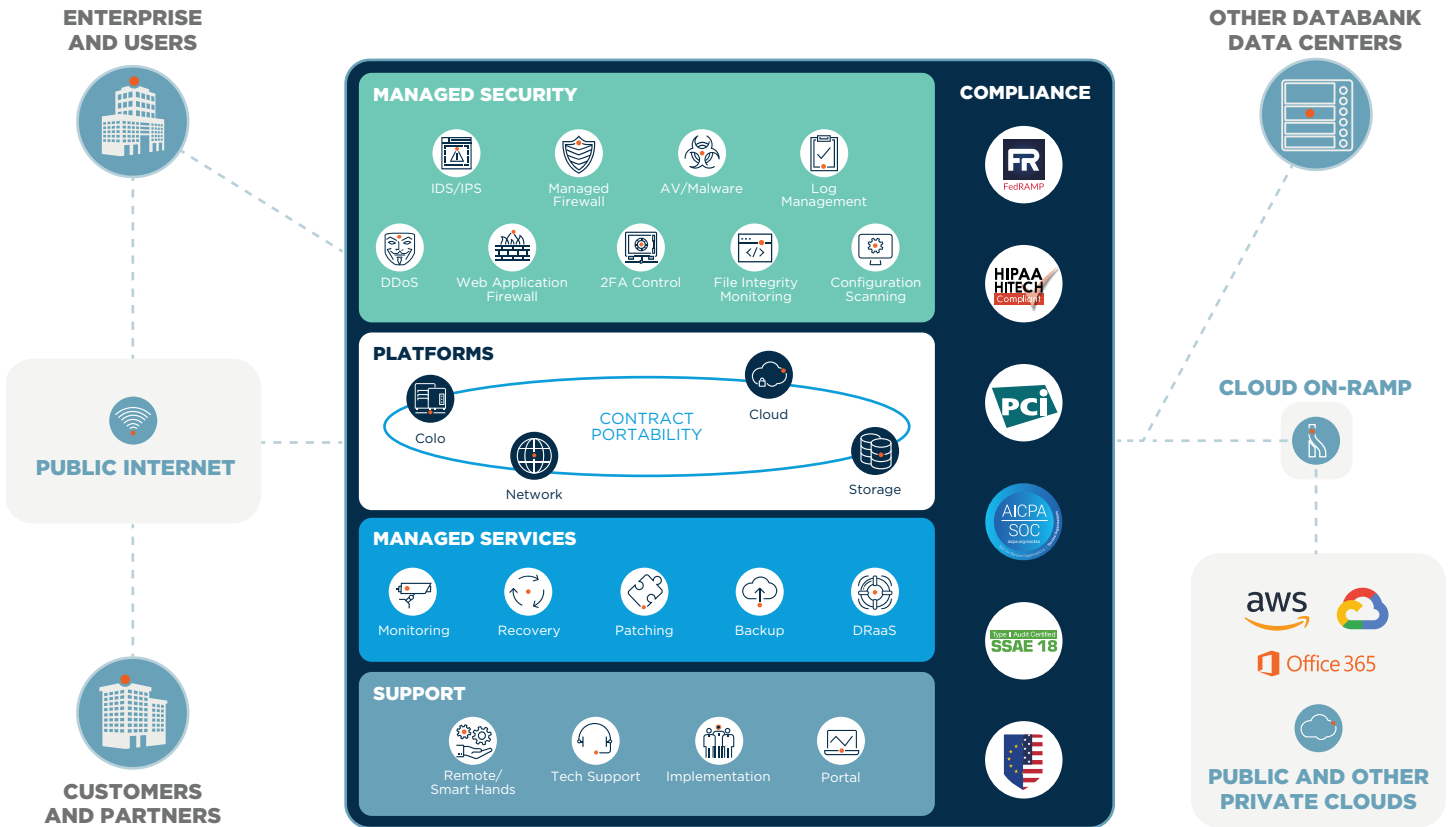 ENTERPRISE
AND USERS
OTHER DATABANK
DATA CENTERS
MANAGED SECURITY
IDS/IPS
Managed
Firewall
AV/Malware
Log
Management
DDoS
Web Application
Firewall
2FA Control
File Integrity
Monitoring
Configuration
Scanning
COMPLIANCE
FR
FedRAMP
HIPAA
HITECH
Compliant
PCi
AICPA
SOC
Type II Audit Certified
SSAE 18
PLATFORMS
Colo
CONTRACT
PORTABILITY
Cloud
Network
Storage
MANAGED SERVICES
Monitoring
Recovery
Patching
Backup
DRaaS
SUPPORT
Remote/
Smart Hands
Tech Support
Implementation
Portal
PUBLIC INTERNET
CUSTOMERS
AND PARTNERS
CLOUD ON-RAMP
aws
Office 365
PUBLIC AND OTHER
PRIVATE CLOUDS